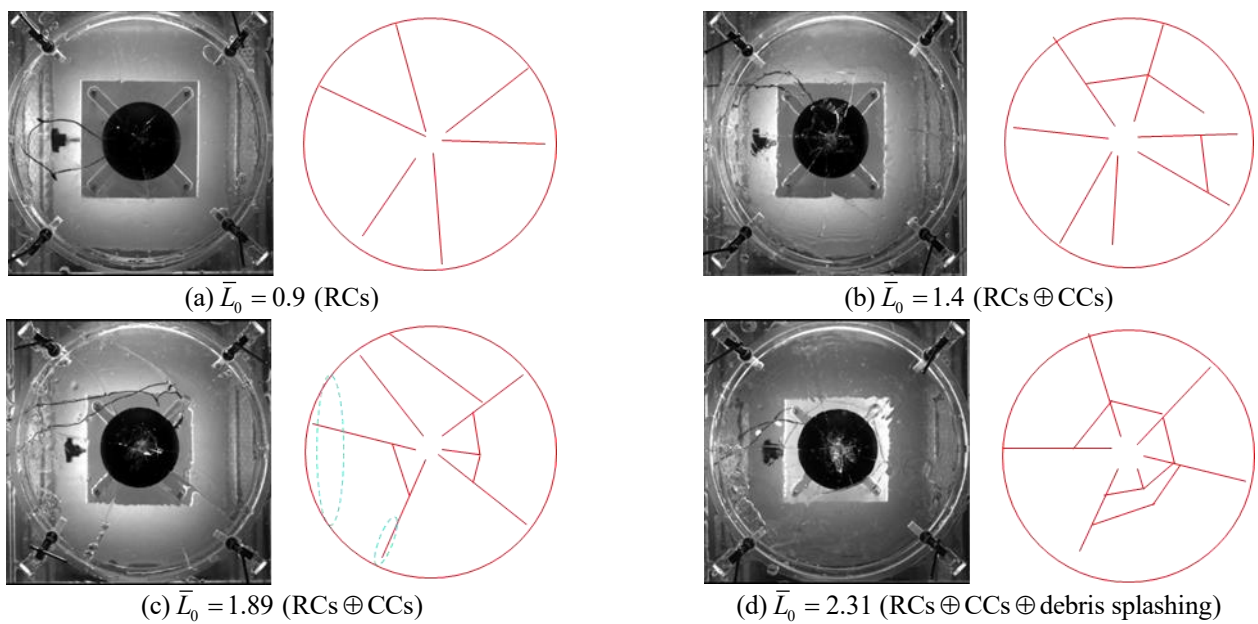 (a) L̅₀ = 0.9 (RCs)
(b) L̅₀ = 1.4 (RCs ⊕ CCs)
(c) L̅₀ = 1.89 (RCs ⊕ CCs)
(d) L̅₀ = 2.31 (RCs ⊕ CCs ⊕ debris splashing)